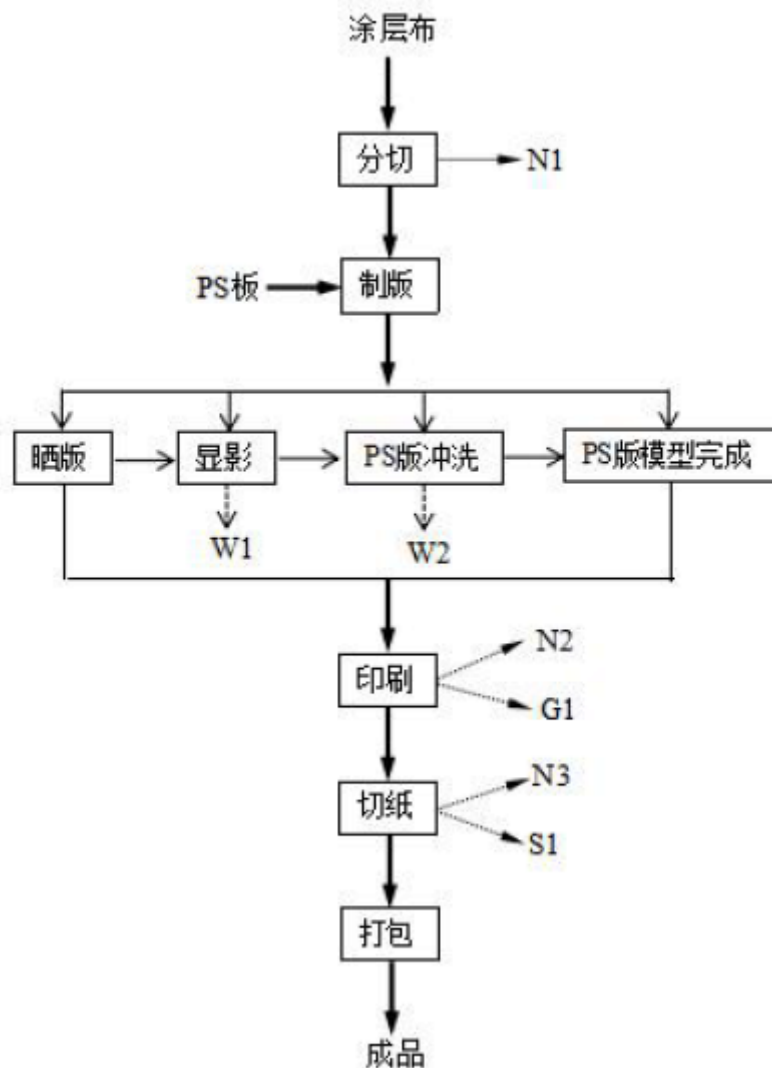 涂层布
分切
N1
PS板
制版
晒版
显影
PS版冲洗
PS版模型完成
W1
W2
印刷
N2
G1
切纸
N3
S1
打包
成品